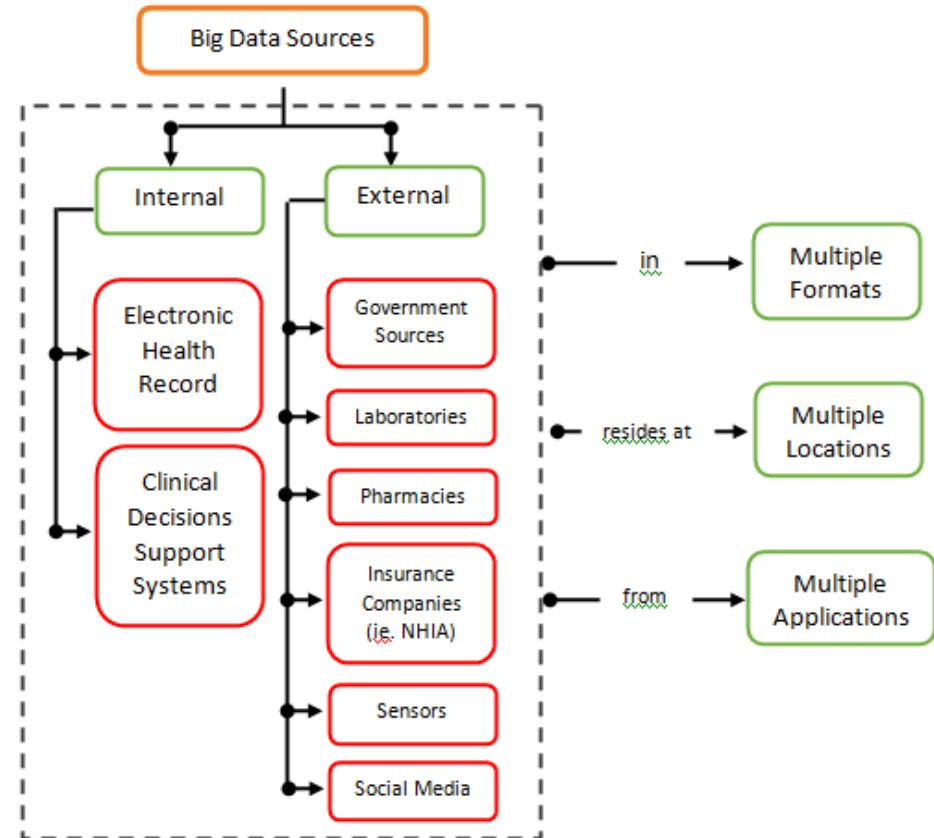 Big Data Sources
Internal
External
Electronic
Health
Record
Clinical
Decisions
Support
Systems
Government
Sources
Laboratories
Pharmacies
Insurance
Companies
(ie. NHIA)
Sensors
Social Media
in
Multiple
Formats
resides at
Multiple
Locations
from
Multiple
Applications